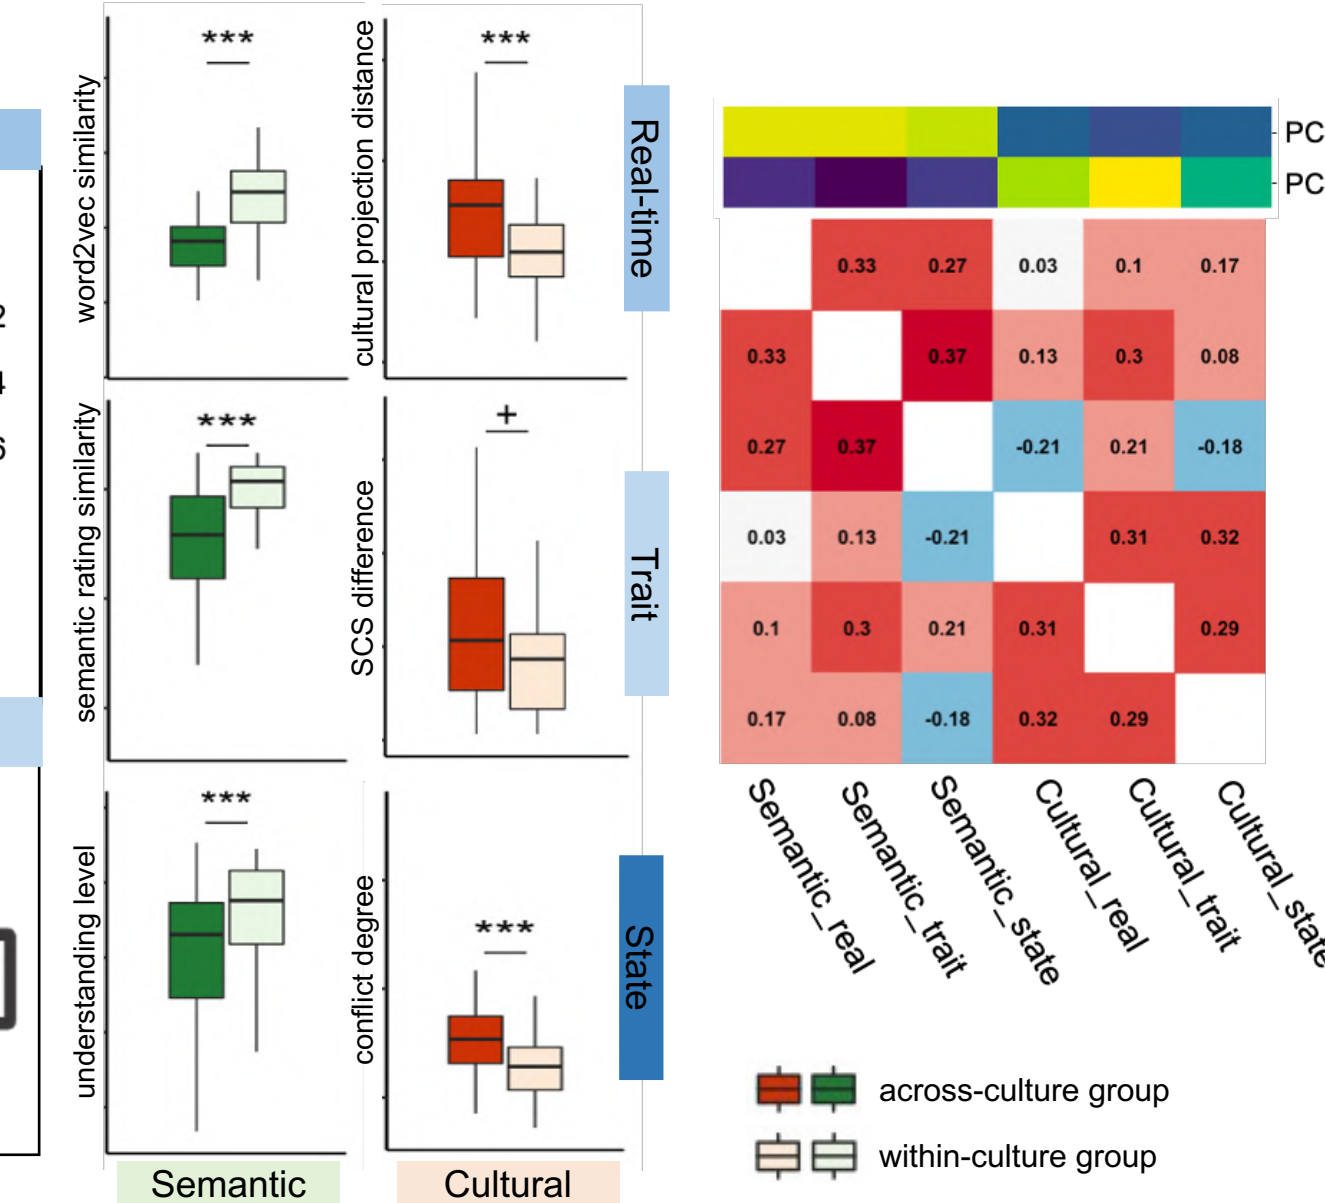 2
4
6
word2vec similarity
***
cultural projection distance
***
Real-time
semantic rating similarity
***
SCS difference
+
Trait
understanding level
***
conflict degree
***
State
Semantic
Cultural
PC
PC
0.33 0.27 0.03 0.1 0.17
0.33 0.37 0.13 0.3 0.08
0.27 0.37 -0.21 0.21 -0.18
0.03 0.13 -0.21 0.31 0.32
0.1 0.3 0.21 0.31 0.29
0.17 0.08 -0.18 0.32 0.29
Semantic_real
Semantic_trait
Semantic_state
Cultural_real
Cultural_trait
Cultural_state
across-culture group
within-culture group